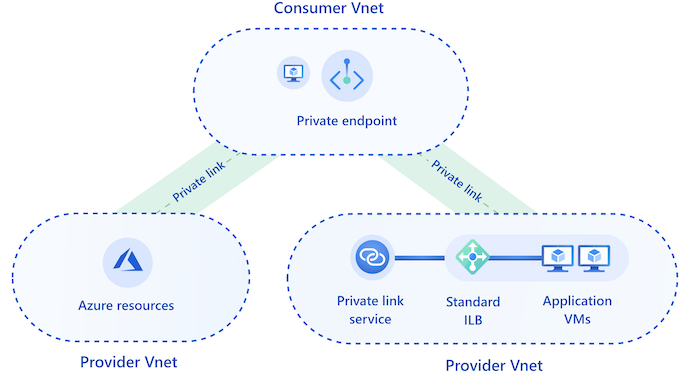 Consumer Vnet
Private endpoint
Private link
Private link
Azure resources
Private link
service
Standard
ILB
Application
VMs
Provider Vnet
Provider Vnet